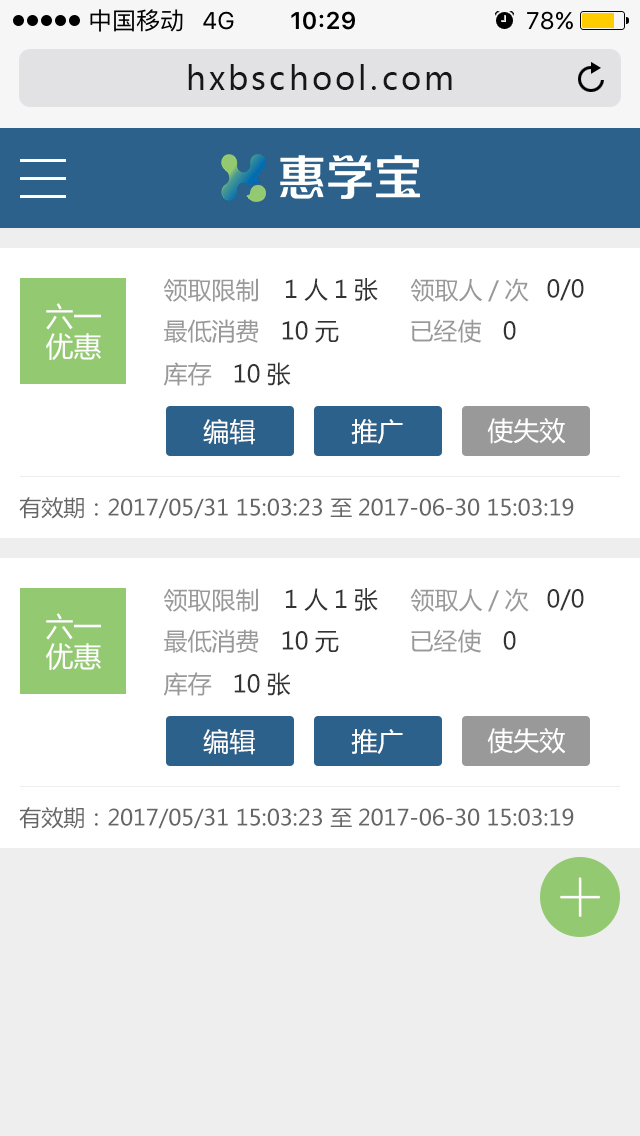 中国移动 4G 10:29 78%
hxbschool.com
惠学宝
六一
优惠
领取限制 1 人 1 张 领取人 / 次 0/0
最低消费 10 元 已经使 0
库存 10 张
编辑 推广 使失效
有效期：2017/05/31 15:03:23 至 2017-06-30 15:03:19
六一
优惠
领取限制 1 人 1 张 领取人 / 次 0/0
最低消费 10 元 已经使 0
库存 10 张
编辑 推广 使失效
有效期：2017/05/31 15:03:23 至 2017-06-30 15:03:19